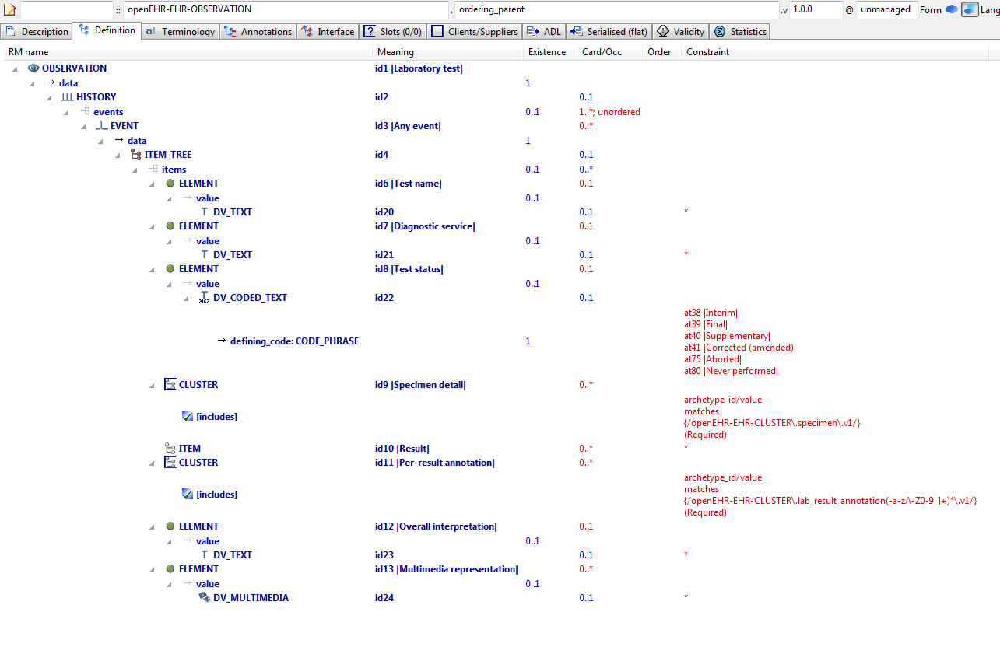 :: openEHR-EHR-OBSERVATION . ordering_parent .v 1.0.0 @ unmanaged Form Lang
Description Definition Terminology Annotations Interface Slots (0/0) Clients/Suppliers ADL Serialised (flat) Validity Statistics
RM name Meaning Existence Card/Occ Order Constraint
OBSERVATION id1 |Laboratory test|
data 1
HISTORY id2 0..1
events 0..1 1..*; unordered
EVENT id3 |Any event| 0..*
data 1
ITEM_TREE id4 0..1
items 0..1 0..*
ELEMENT id6 |Test name| 0..1
value 0..1
T DV_TEXT id20 0..1 *
ELEMENT id7 |Diagnostic service| 0..1
value 0..1
T DV_TEXT id21 0..1 *
ELEMENT id8 |Test status| 0..1
value 0..1
DV_CODED_TEXT id22 0..1
at38 |Interim|
at39 |Final|
at40 |Supplementary|
defining_code: CODE_PHRASE 1
at41 |Corrected (amended)|
at75 |Aborted|
at80 |Never performed|
CLUSTER id9 |Specimen detail| 0..*
archetype_id/value
matches
[includes]
{/openEHR-EHR-CLUSTER\.specimen\.v1/}
(Required)
ITEM id10 |Result| 0..* *
CLUSTER id11 |Per-result annotation| 0..*
archetype_id/value
matches
[includes]
{/openEHR-EHR-CLUSTER\.lab_result_annotation(-a-zA-Z0-9_]+)*\.v1/}
(Required)
ELEMENT id12 |Overall interpretation| 0..1
value 0..1
T DV_TEXT id23 0..1 *
ELEMENT id13 |Multimedia representation| 0..*
value 0..1
DV_MULTIMEDIA id24 0..1 *